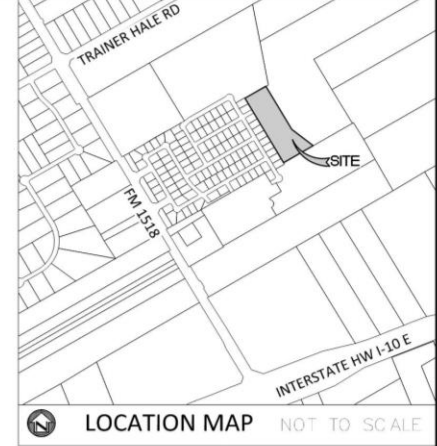 TRAINER HALE RD
SITE
FM 1518
INTERSTATE HW I-10 E
N
LOCATION MAP NOT TO SCALE